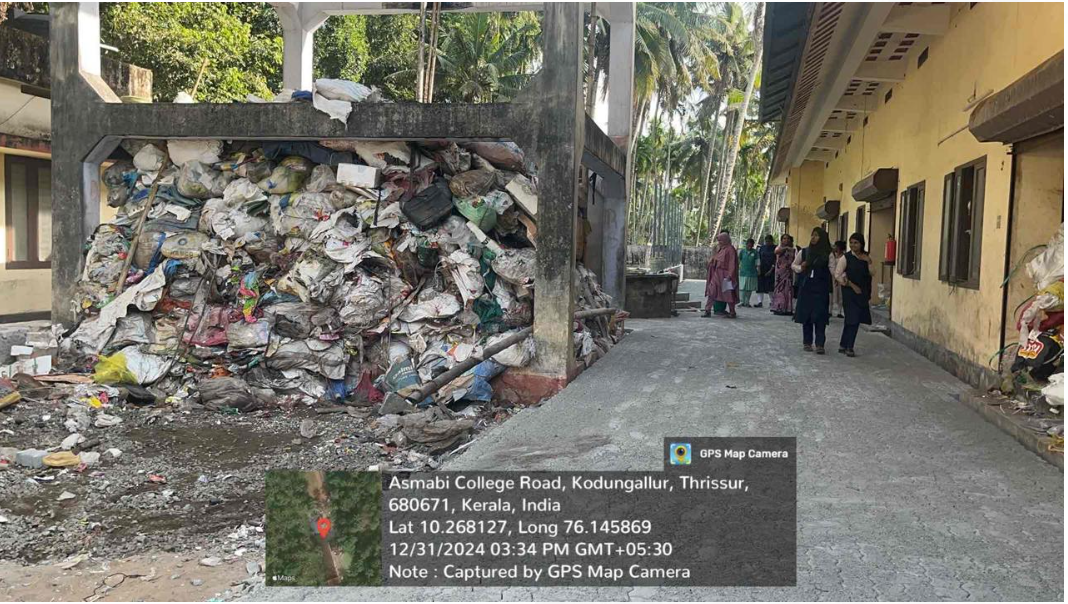 GPS Map Camera
Asmabi College Road, Kodungallur, Thrissur,
680671, Kerala, India
Lat 10.268127, Long 76.145869
12/31/2024 03:34 PM GMT+05:30
Note : Captured by GPS Map Camera
Maps